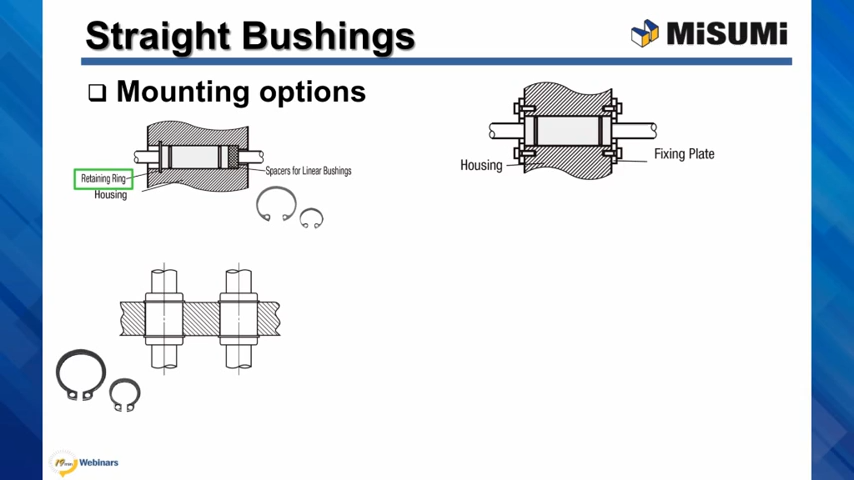 Straight Bushings
MiSUMi
Mounting options
Retaining Ring
Housing
Spacers for Linear Bushings
Housing
Fixing Plate
Webinars